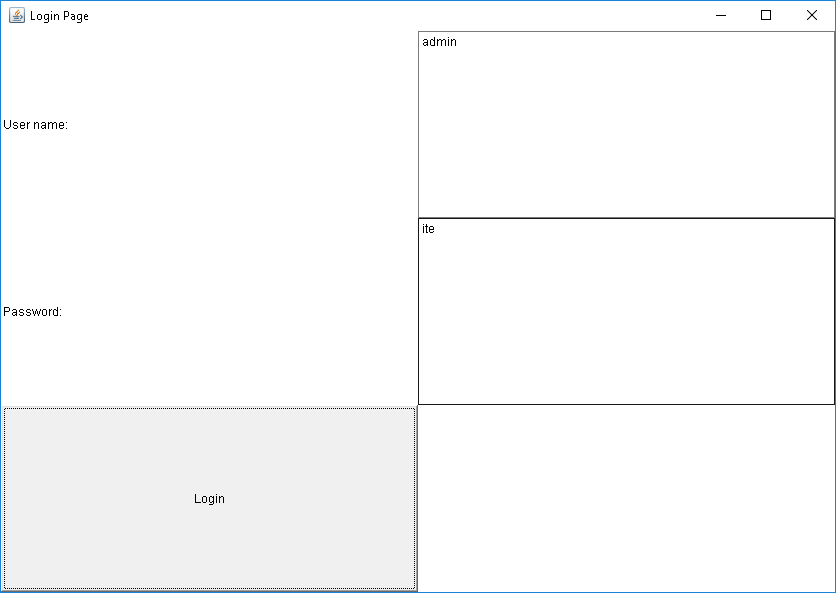 Login Page
User name:
admin
Password:
ite
Login